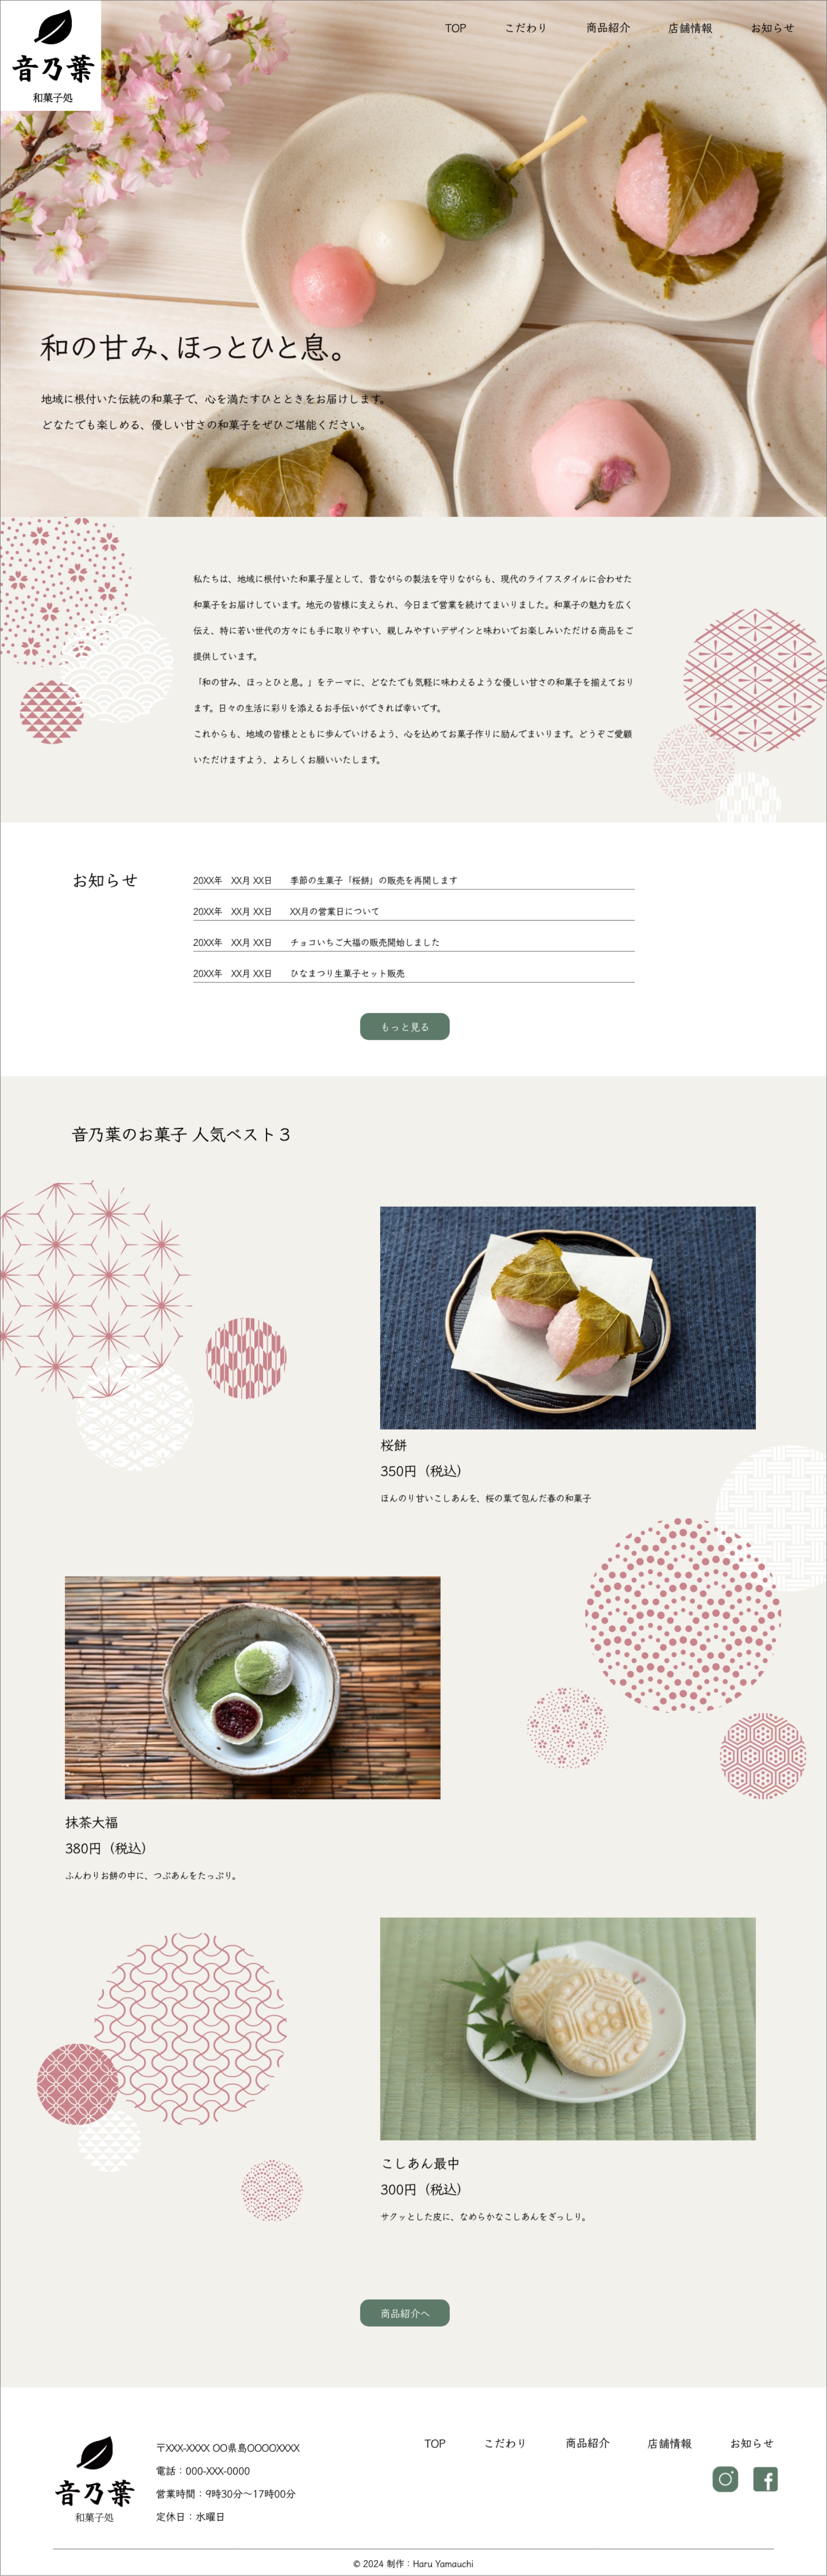 音乃葉
和菓子処
TOP こだわり 商品紹介 店舗情報 お知らせ
和の甘み、ほっとひと息。
地域に根付いた伝統の和菓子で、心を満たすひとときをお届けします。
どなたでも楽しめる、優しい甘さの和菓子をぜひご堪能ください。
私たちは、地域に根付いた和菓子屋として、昔ながらの製法を守りながらも、現代のライフスタイルに合わせた
和菓子をお届けしています。地元の皆様に支えられ、今日まで営業を続けてまいりました。和菓子の魅力を広く
伝え、特に若い世代の方々にも手に取りやすい、親しみやすいデザインと味わいでお楽しみいただける商品をご
提供しています。
「和の甘み、ほっとひと息。」をテーマに、どなたでも気軽に味わえるような優しい甘さの和菓子を揃えており
ます。日々の生活に彩りを添えるお手伝いができれば幸いです。
これからも、地域の皆様とともに歩んでいけるよう、心を込めてお菓子作りに励んでまいります。どうぞご愛顧
いただけますよう、よろしくお願いいたします。
お知らせ
20XX年 XX月 XX日 季節の生菓子「桜餅」の販売を再開します
20XX年 XX月 XX日 XX月の営業日について
20XX年 XX月 XX日 チョコいちご大福の販売開始しました
20XX年 XX月 XX日 ひなまつり生菓子セット販売
もっと見る
音乃葉のお菓子 人気ベスト３
桜餅
350円（税込）
ほんのり甘いこしあんを、桜の葉で包んだ春の和菓子
抹茶大福
380円（税込）
ふんわりお餅の中に、つぶあんをたっぷり。
こしあん最中
300円（税込）
サクッとした皮に、なめらかなこしあんをぎっしり。
商品紹介へ
音乃葉
和菓子処
〒XXX-XXXX OO県島OOOOXXXX
電話：000-XXX-0000
営業時間：9時30分〜17時00分
定休日：水曜日
TOP こだわり 商品紹介 店舗情報 お知らせ
© 2024 制作：Haru Yamauchi